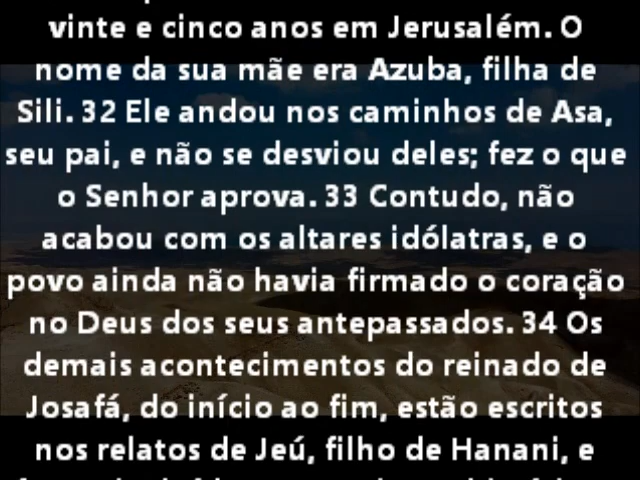 vinte e cinco anos em Jerusalém. O
nome da sua mãe era Azuba, filha de
Sili. 32 Ele andou nos caminhos de Asa,
seu pai, e não se desviou deles; fez o que
o Senhor aprova. 33 Contudo, não
acabou com os altares idólatras, e o
povo ainda não havia firmado o coração
no Deus dos seus antepassados. 34 Os
demais acontecimentos do reinado de
Josafá, do início ao fim, estão escritos
nos relatos de Jeú, filho de Hanani, e